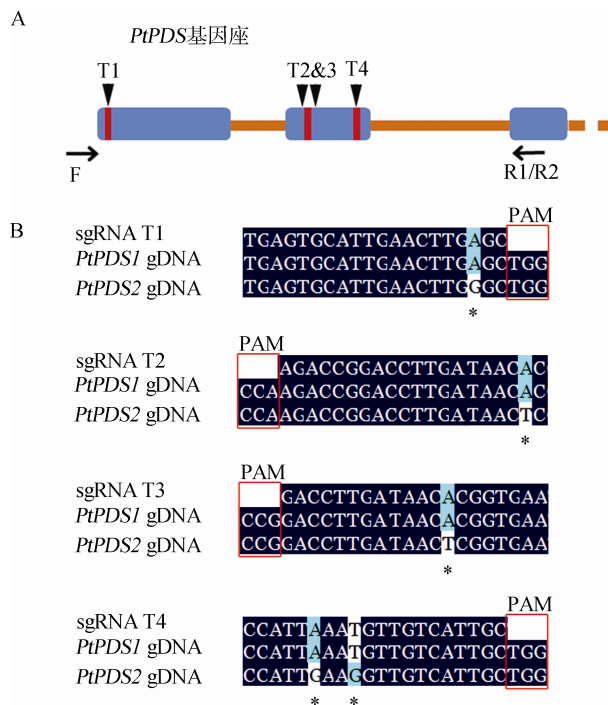 A
PtPDS基因座
T1
T2&3
T4
F
R1/R2
B
PAM
sgRNA T1
TGAGTGCATTGAACTTGAGC
PtPDS1 gDNA
TGAGTGCATTGAACTTGAGCTGG
PtPDS2 gDNA
TGAGTGCATTGAACTTGGGCTGG
*
PAM
sgRNA T2
AGACCGGACCTTGATAACAC
PtPDS1 gDNA
CCAAGACCGGACCTTGATAACAC
PtPDS2 gDNA
CCAAGACCGGACCTTGATAACTC
*
PAM
sgRNA T3
GACCTTGATAACACGGTGAA
PtPDS1 gDNA
CCGGACCTTGATAACACGGTGAA
PtPDS2 gDNA
CCGGACCTTGATAACTCGGTGAA
*
PAM
sgRNA T4
CCATTAAATGTTGTCATTGC
PtPDS1 gDNA
CCATTAAATGTTGTCATTGCTGG
PtPDS2 gDNA
CCATTGAAGGTTGTCATTGCTGG
* *